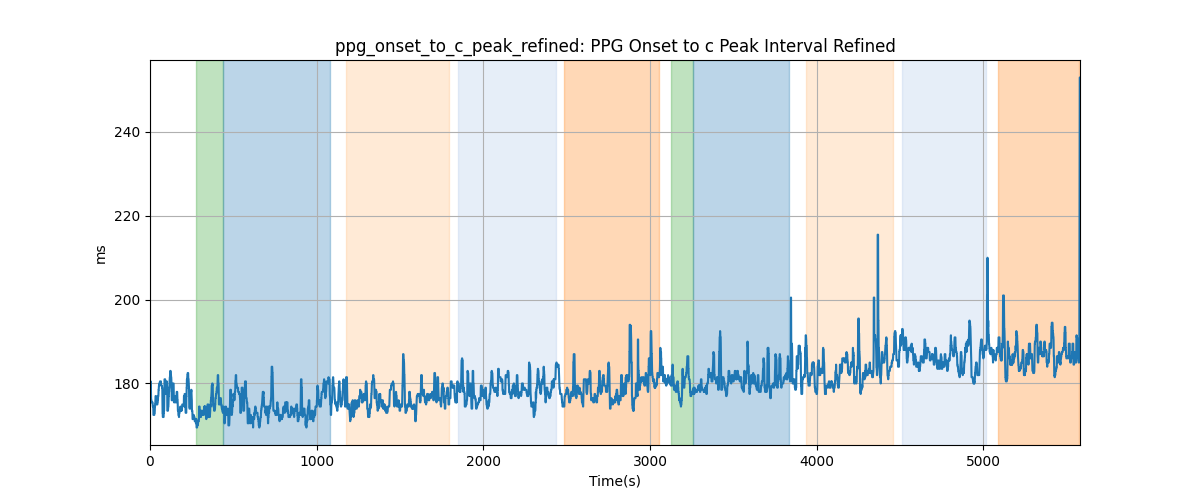 ppg_onset_to_c_peak_refined: PPG Onset to c Peak Interval Refined
240
220
200
180
ms
0 1000 2000 3000 4000 5000
Time(s)